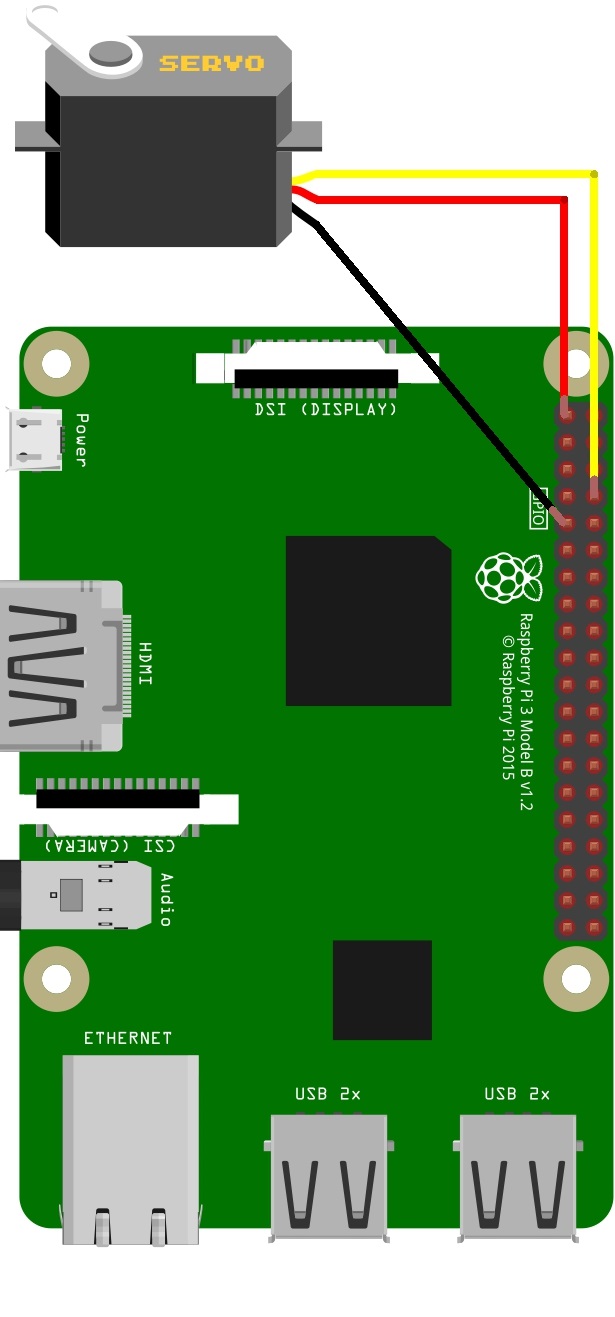 SERVO
DSI (DISPLAY)
Power
GPIO
HDMI
Raspberry Pi 3 Model B v1.2
© Raspberry Pi 2015
CSI (CAMERA)
Audio
ETHERNET
USB 2x
USB 2x